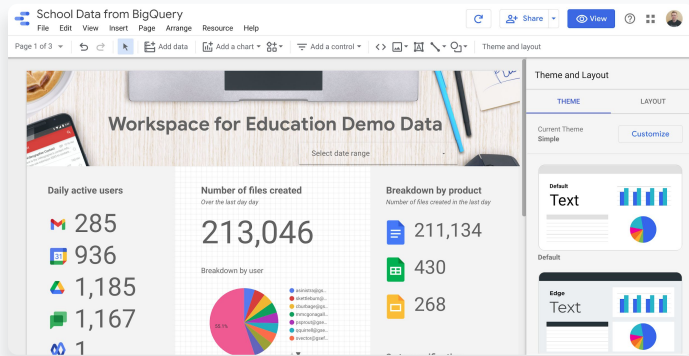 School Data from BigQuery
File Edit View Insert Page Arrange Resource Help
Share
View
Page 1 of 3
Add data
Add a chart
Add a control
Theme and layout
Workspace for Education Demo Data
Select date range
Daily active users
285
31
936
1,185
1,167
1
Number of files created
Over the last day day
213,046
Breakdown by user
Breakdown by product
Number of files created in the last day
211,134
430
268
Theme and Layout
THEME
LAYOUT
Current Theme
Simple
Customize
Default
Text
Default
Edge
Text